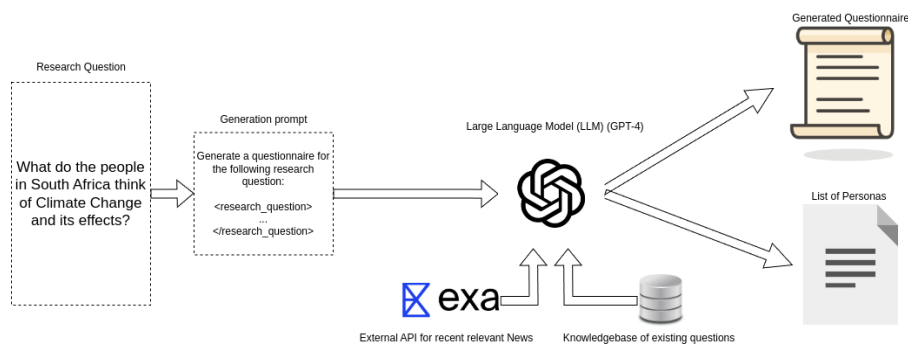 Generated Questionnaire
Research Question
Generation prompt
Large Language Model (LLM) (GPT-4)
What do the people
in South Africa think
of Climate Change
and its effects?
Generate a questionnaire for
the following research
question:
<research_question>
...
</research_question>
List of Personas
exa
External API for recent relevant News
Knowledgebase of existing questions